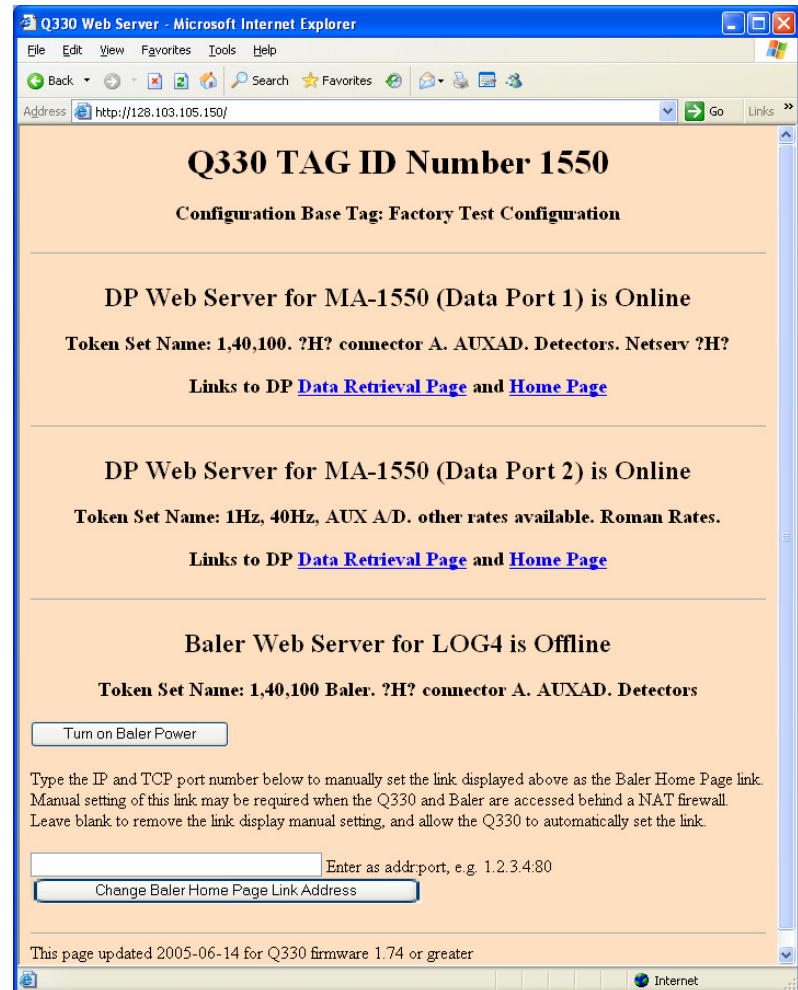 Q330 Web Server - Microsoft Internet Explorer
File Edit View Favorites Tools Help
Back Search Favorites
Address http://128.103.105.150/ Go Links »
Q330 TAG ID Number 1550
Configuration Base Tag: Factory Test Configuration
DP Web Server for MA-1550 (Data Port 1) is Online
Token Set Name: 1,40,100. ?H? connector A. AUXAD. Detectors. Netserv ?H?
Links to DP Data Retrieval Page and Home Page
DP Web Server for MA-1550 (Data Port 2) is Online
Token Set Name: 1Hz, 40Hz, AUX A/D. other rates available. Roman Rates.
Links to DP Data Retrieval Page and Home Page
Baler Web Server for LOG4 is Offline
Token Set Name: 1,40,100 Baler. ?H? connector A. AUXAD. Detectors
Turn on Baler Power
Type the IP and TCP port number below to manually set the link displayed above as the Baler Home Page link.
Manual setting of this link may be required when the Q330 and Baler are accessed behind a NAT firewall.
Leave blank to remove the link display manual setting, and allow the Q330 to automatically set the link.
Enter as addr:port, e.g. 1.2.3.4:80
Change Baler Home Page Link Address
This page updated 2005-06-14 for Q330 firmware 1.74 or greater
Internet